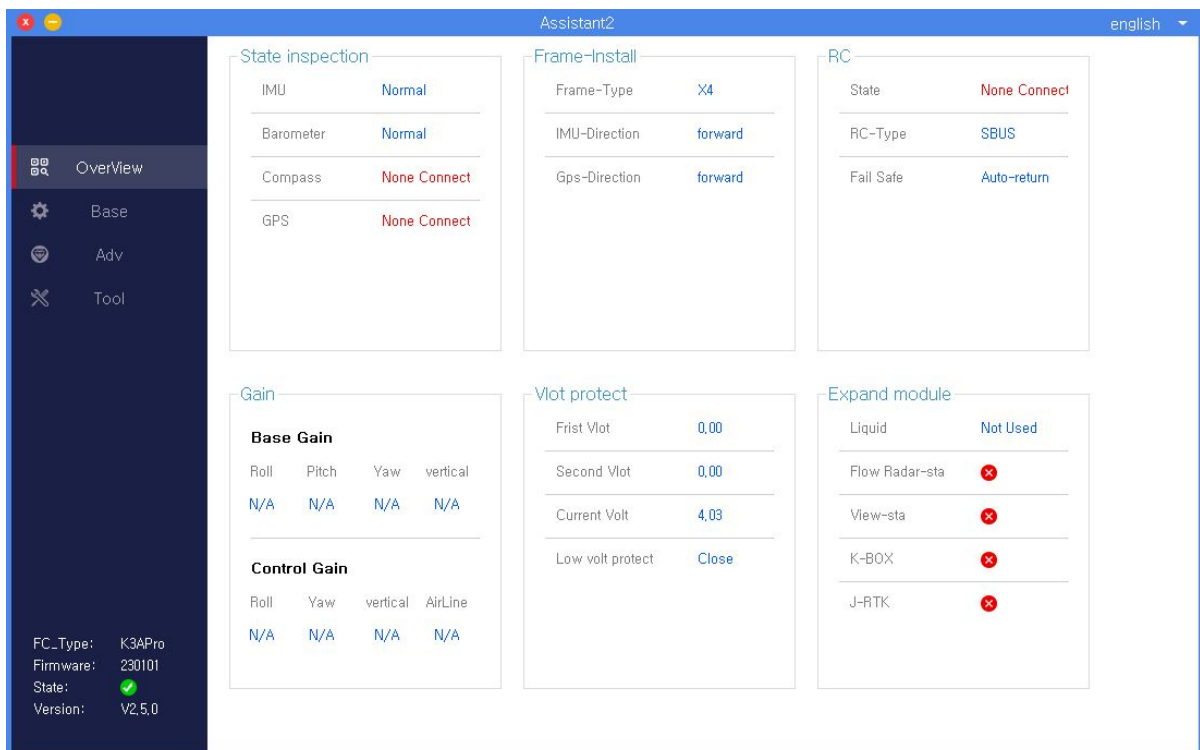 Assistant2
english
OverView
Base
Adv
Tool
FC_Type: K3APro
Firmware: 230101
State:
Version: V2,5,0
State inspection
IMU Normal
Barometer Normal
Compass None Connect
GPS None Connect
Frame-Install
Frame-Type X4
IMU-Direction forward
Gps-Direction forward
RC
State None Connect
RC-Type SBUS
Fail Safe Auto-return
Gain
Base Gain
Roll Pitch Yaw vertical
N/A N/A N/A N/A
Control Gain
Roll Yaw vertical AirLine
N/A N/A N/A N/A
Vlot protect
Frist Vlot 0,00
Second Vlot 0,00
Current Volt 4,03
Low volt protect Close
Expand module
Liquid Not Used
Flow Radar-sta
View-sta
K-BOX
J-RTK